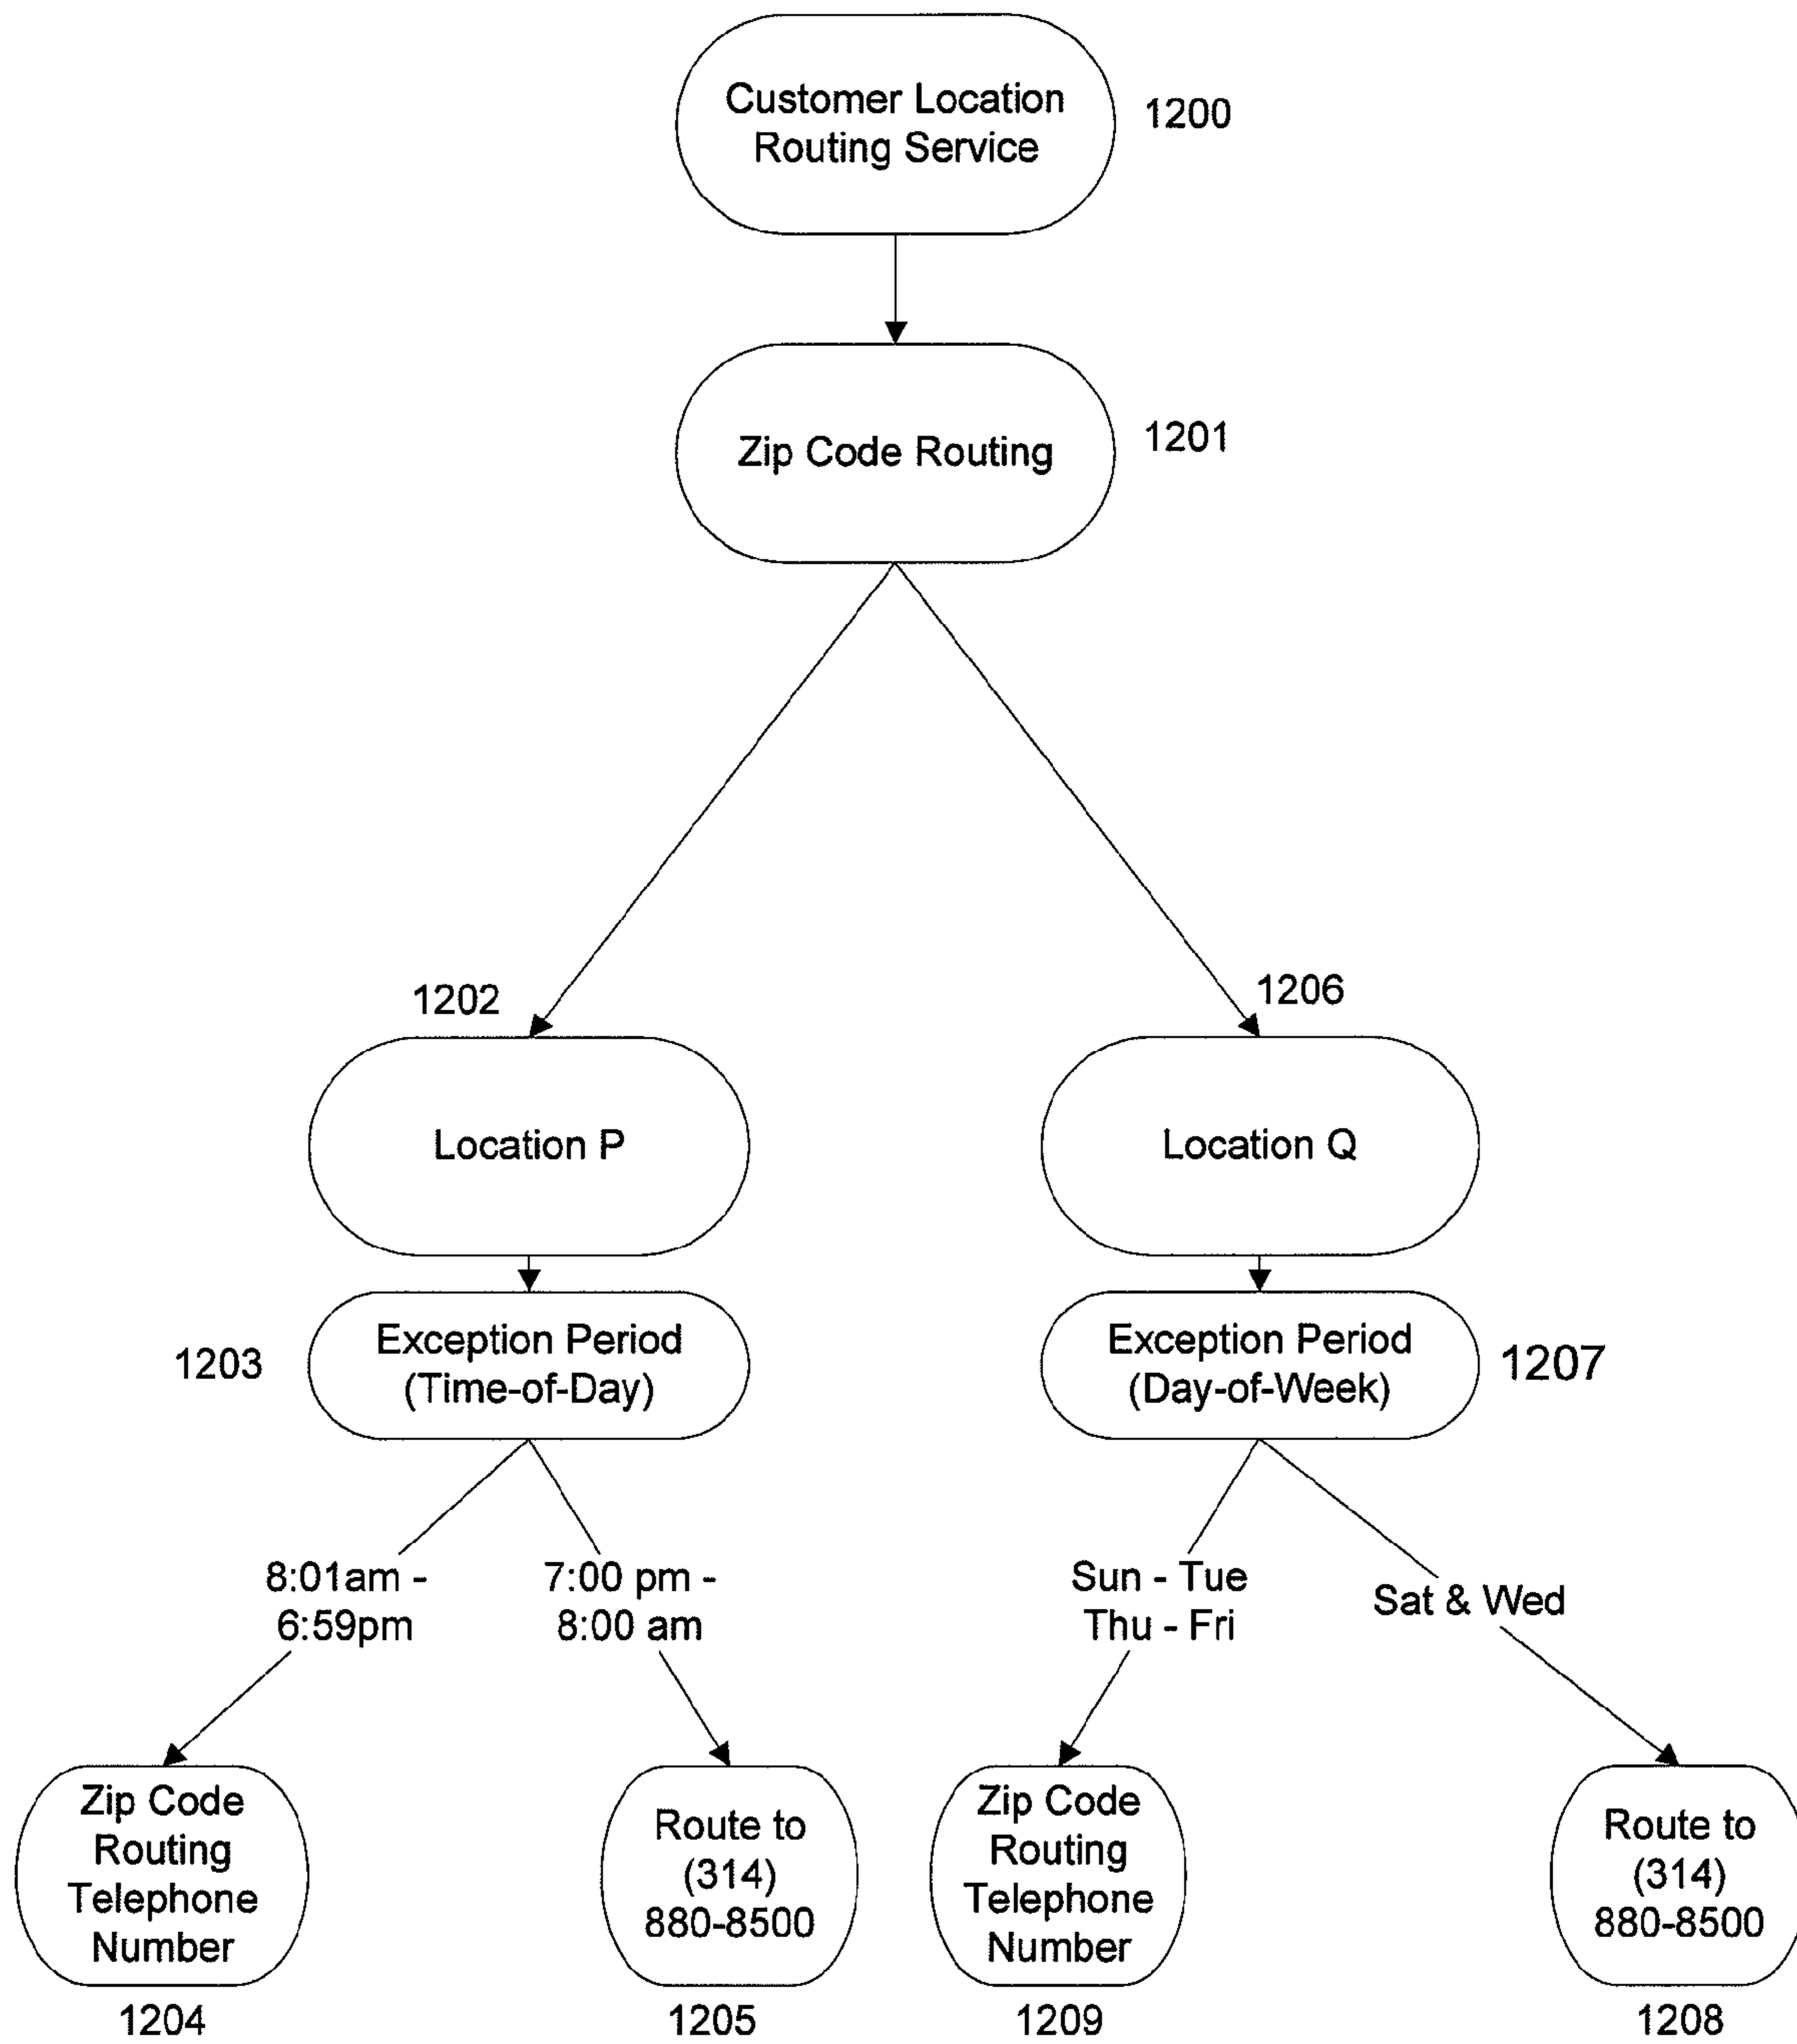 Customer Location
Routing Service
1200
Zip Code Routing
1201
1202
1206
Location P
Location Q
1203
Exception Period
(Time-of-Day)
Exception Period
(Day-of-Week)
1207
8:01am -
6:59pm
7:00 pm -
8:00 am
Sun - Tue
Thu - Fri
Sat & Wed
Zip Code
Routing
Telephone
Number
Route to
(314)
880-8500
Zip Code
Routing
Telephone
Number
Route to
(314)
880-8500
1204
1205
1209
1208